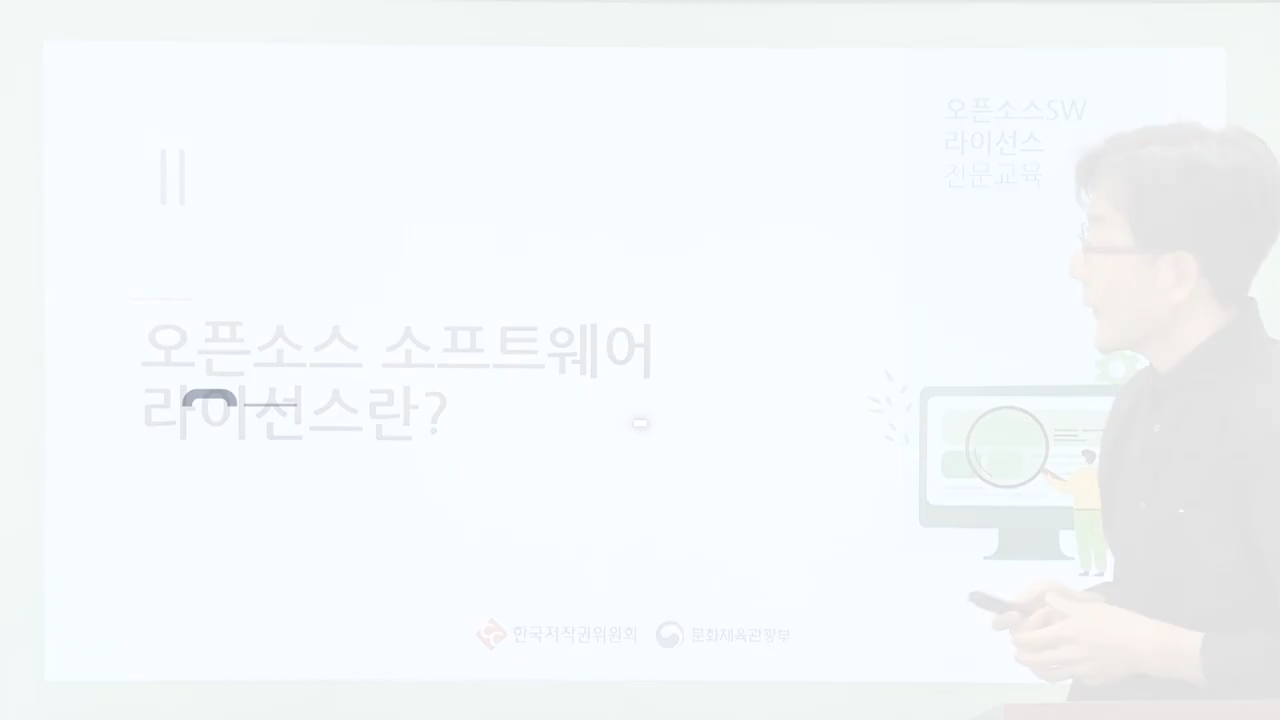 오픈소스SW
라이선스
전문교육
II
오픈소스 소프트웨어
라이선스란?
한국저작권위원회
문화체육관광부